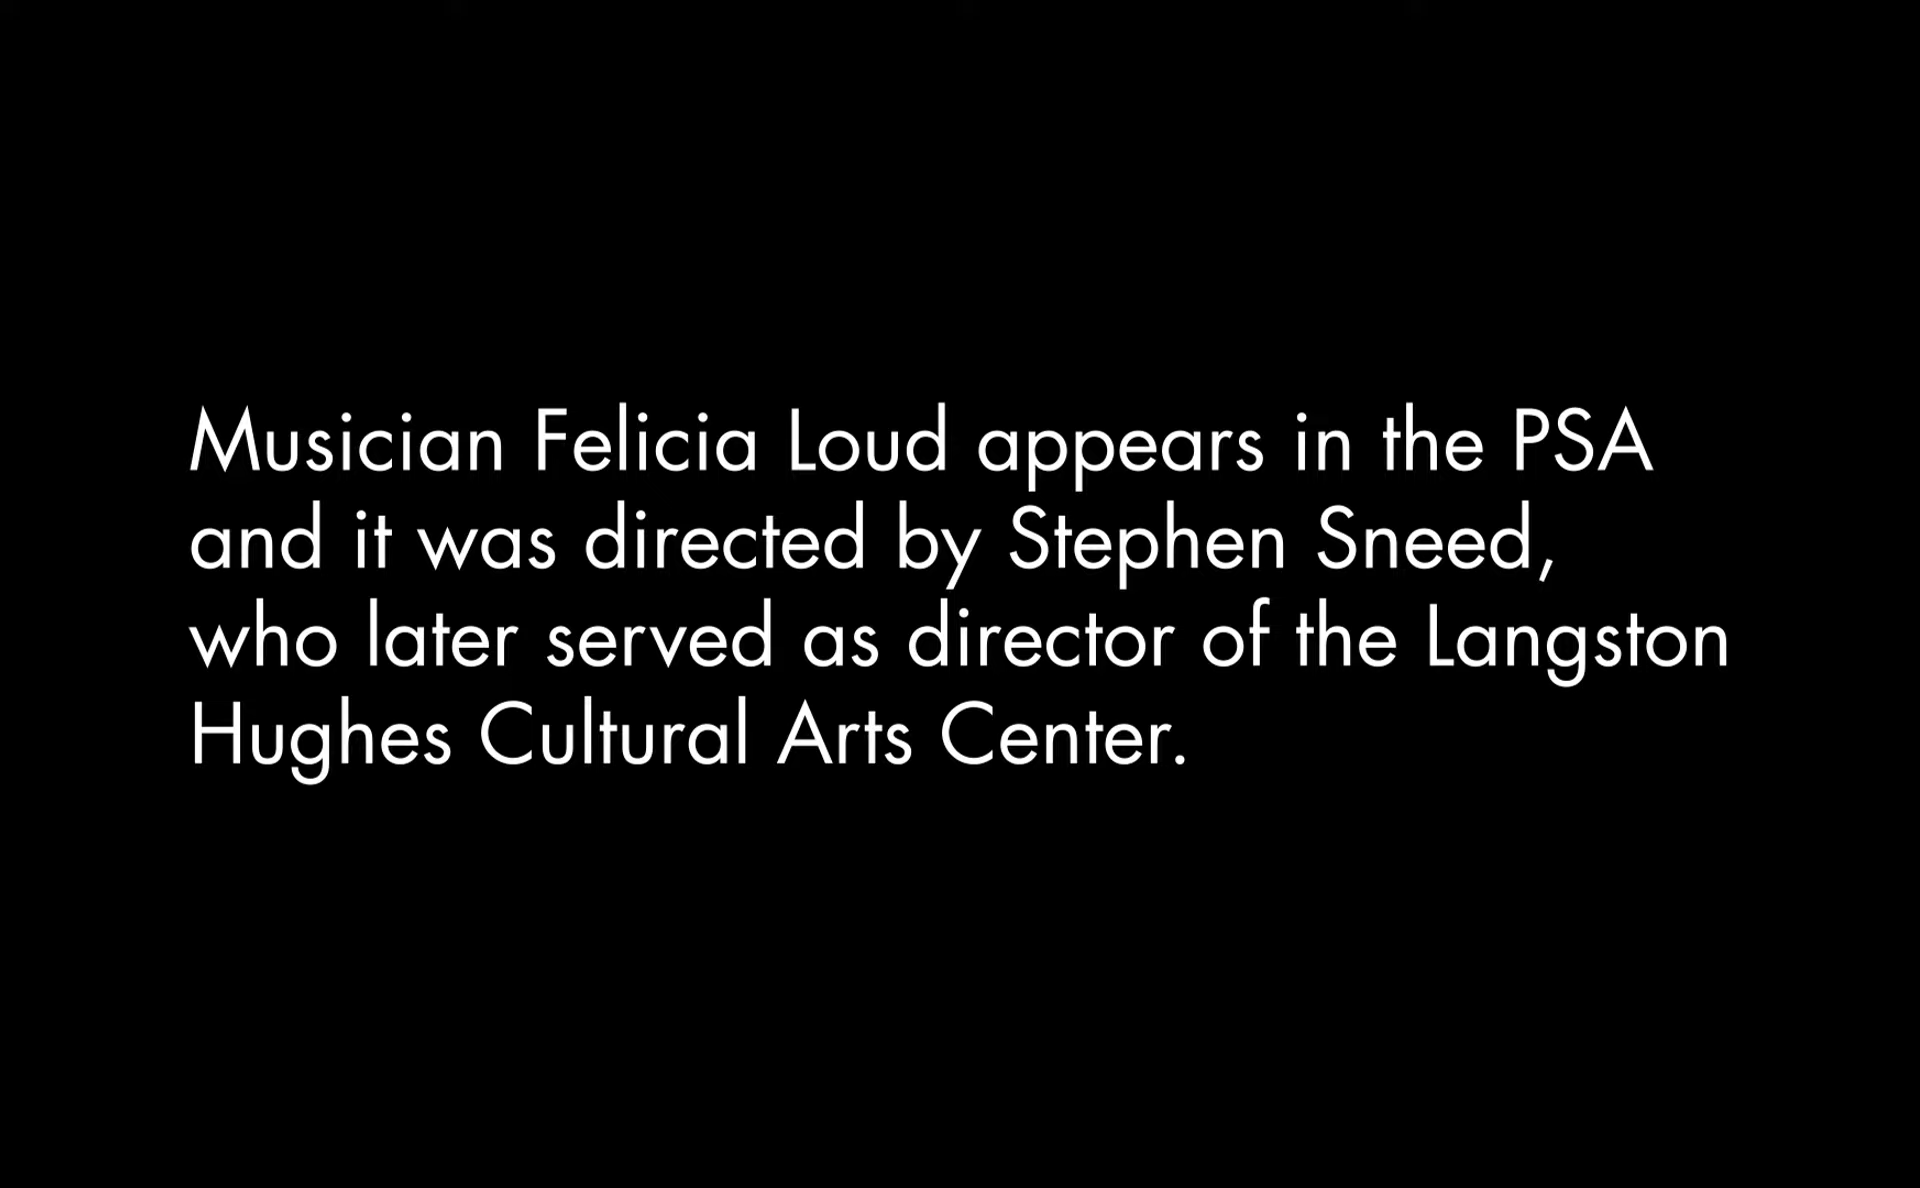 Musician Felicia Loud appears in the PSA
and it was directed by Stephen Sneed,
who later served as director of the Langston
Hughes Cultural Arts Center.